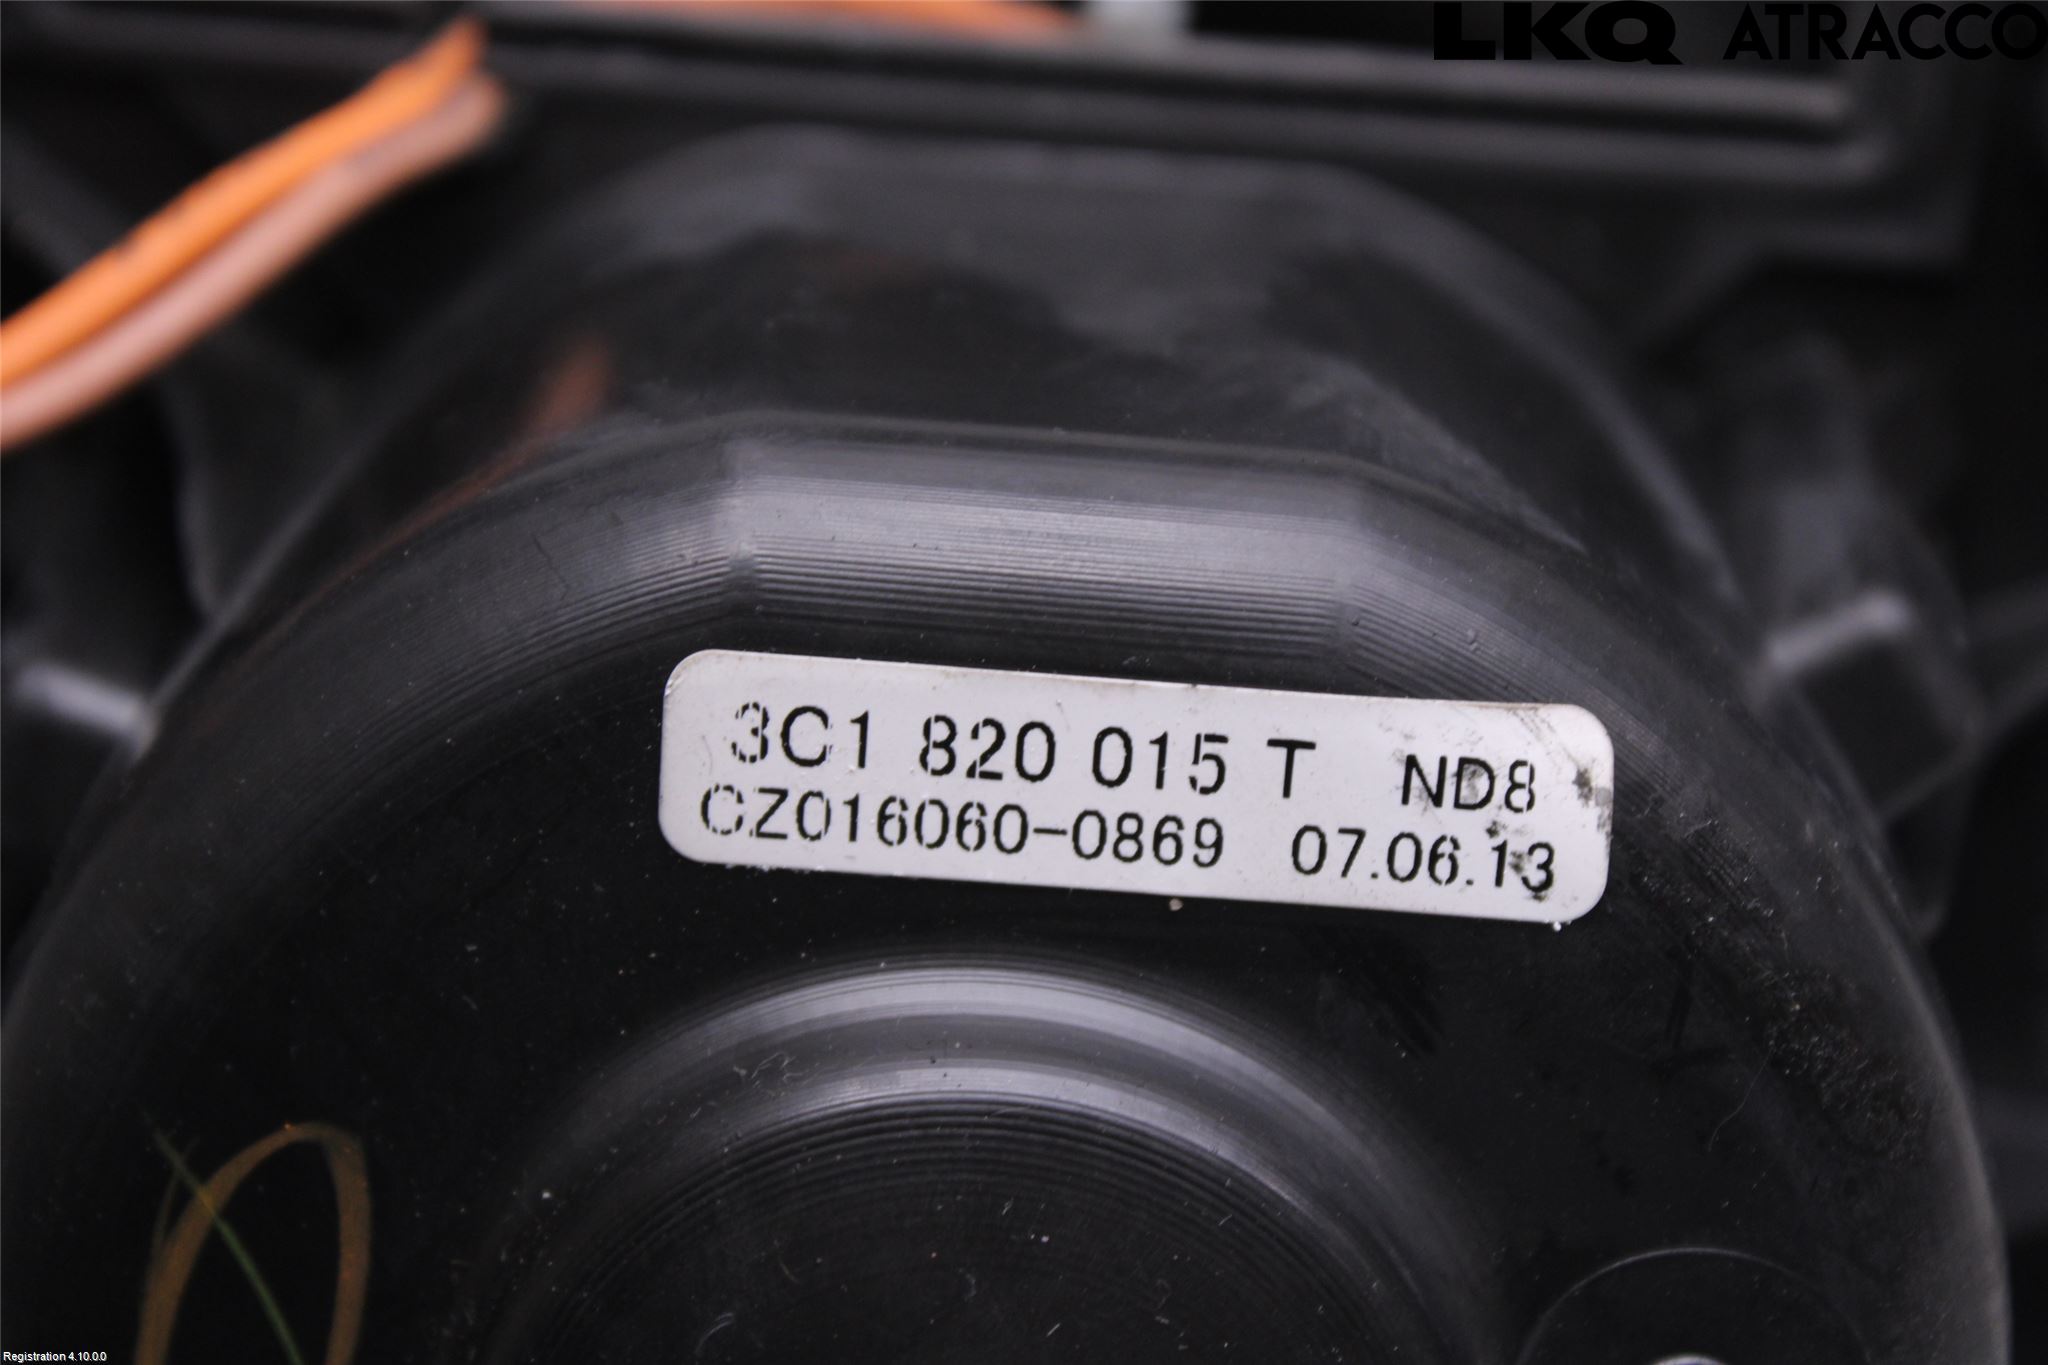 LKQ ATRACCO
3C1 820 015 T ND8
CZ016060-0869 07.06.13
Registration 4.10.0.0